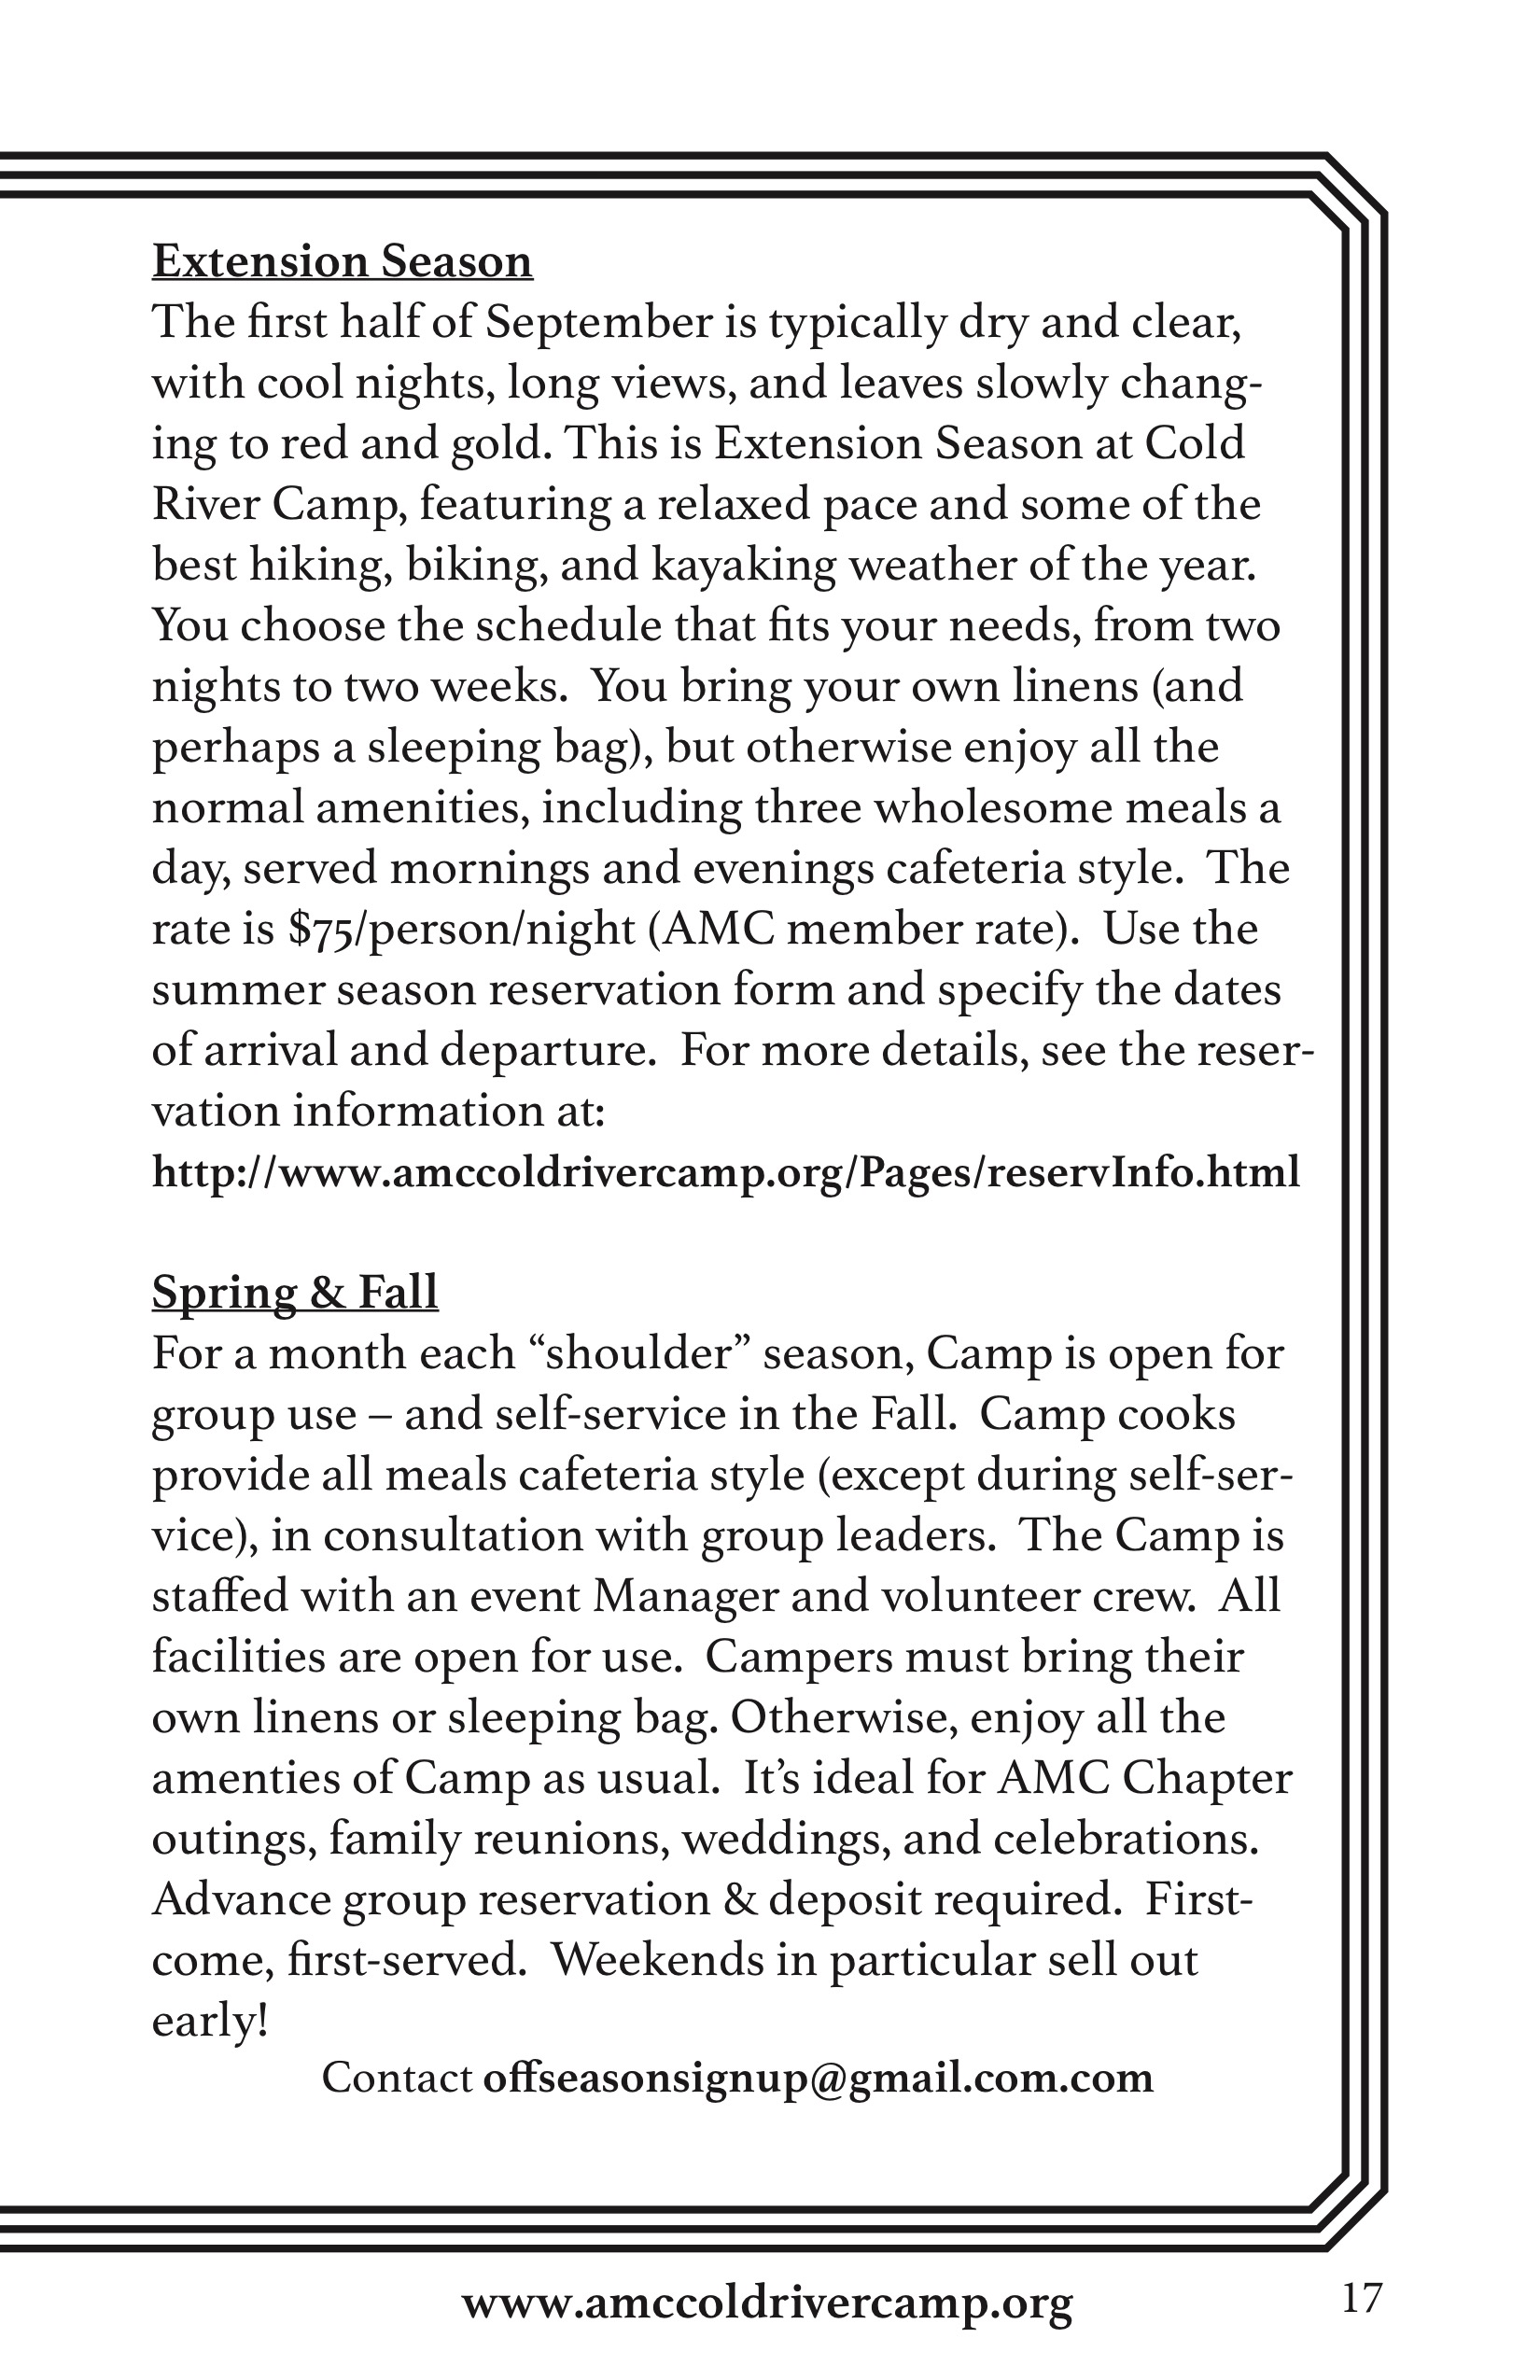 Extension Season
The first half of September is typically dry and clear,
with cool nights, long views, and leaves slowly chang-
ing to red and gold. This is Extension Season at Cold
River Camp, featuring a relaxed pace and some of the
best hiking, biking, and kayaking weather of the year.
You choose the schedule that fits your needs, from two
nights to two weeks.  You bring your own linens (and
perhaps a sleeping bag), but otherwise enjoy all the
normal amenities, including three wholesome meals a
day, served mornings and evenings cafeteria style.  The
rate is $75/person/night (AMC member rate).  Use the
summer season reservation form and specify the dates
of arrival and departure.  For more details, see the reser-
vation information at:
http://www.amccoldrivercamp.org/Pages/reservInfo.html
Spring & Fall
For a month each “shoulder” season, Camp is open for
group use – and self-service in the Fall.  Camp cooks
provide all meals cafeteria style (except during self-ser-
vice), in consultation with group leaders.  The Camp is
staffed with an event Manager and volunteer crew.  All
facilities are open for use.  Campers must bring their
own linens or sleeping bag. Otherwise, enjoy all the
amenties of Camp as usual.  It’s ideal for AMC Chapter
outings, family reunions, weddings, and celebrations.
Advance group reservation & deposit required.  First-
come, first-served.  Weekends in particular sell out
early!
Contact offseasonsignup@gmail.com.com
www.amccoldrivercamp.org
17